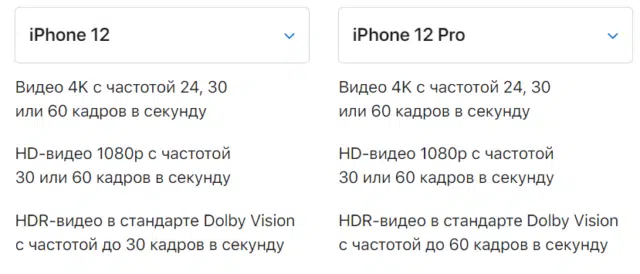 iPhone 12
Видео 4K с частотой 24, 30
или 60 кадров в секунду
HD-видео 1080p с частотой
30 или 60 кадров в секунду
HDR-видео в стандарте Dolby Vision
с частотой до 30 кадров в секунду
iPhone 12 Pro
Видео 4K с частотой 24, 30
или 60 кадров в секунду
HD-видео 1080p с частотой
30 или 60 кадров в секунду
HDR-видео в стандарте Dolby Vision
с частотой до 60 кадров в секунду